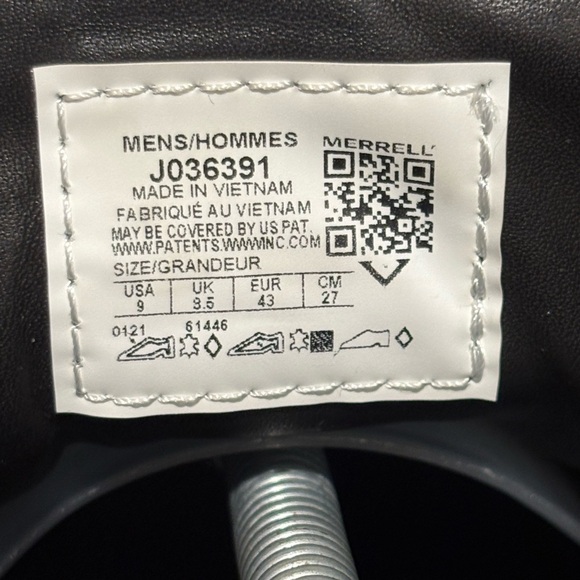 MENS/HOMMES
MERRELL
J036391
MADE IN VIETNAM
FABRIQUÉ AU VIETNAM
MAY BE COVERED BY US PAT.
WWW.PATENTS.WWWINC.COM
SIZE/GRANDEUR
USA UK EUR CM
9 8.5 43 27
0121 61446